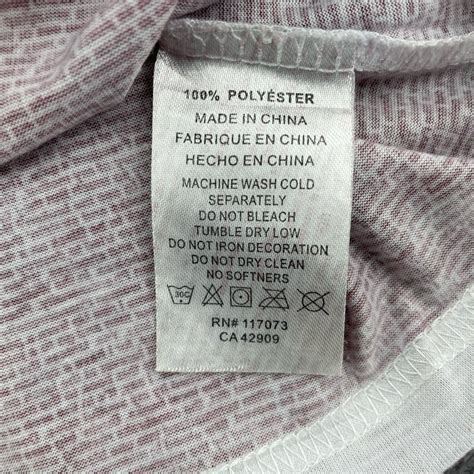 100% POLYÉSTER
MADE IN CHINA
FABRIQUE EN CHINA
HECHO EN CHINA
MACHINE WASH COLD
SEPARATELY
DO NOT BLEACH
TUMBLE DRY LOW
DO NOT IRON DECORATION
DO NOT DRY CLEAN
NO SOFTNERS
30C
RN# 117073
CA 42909